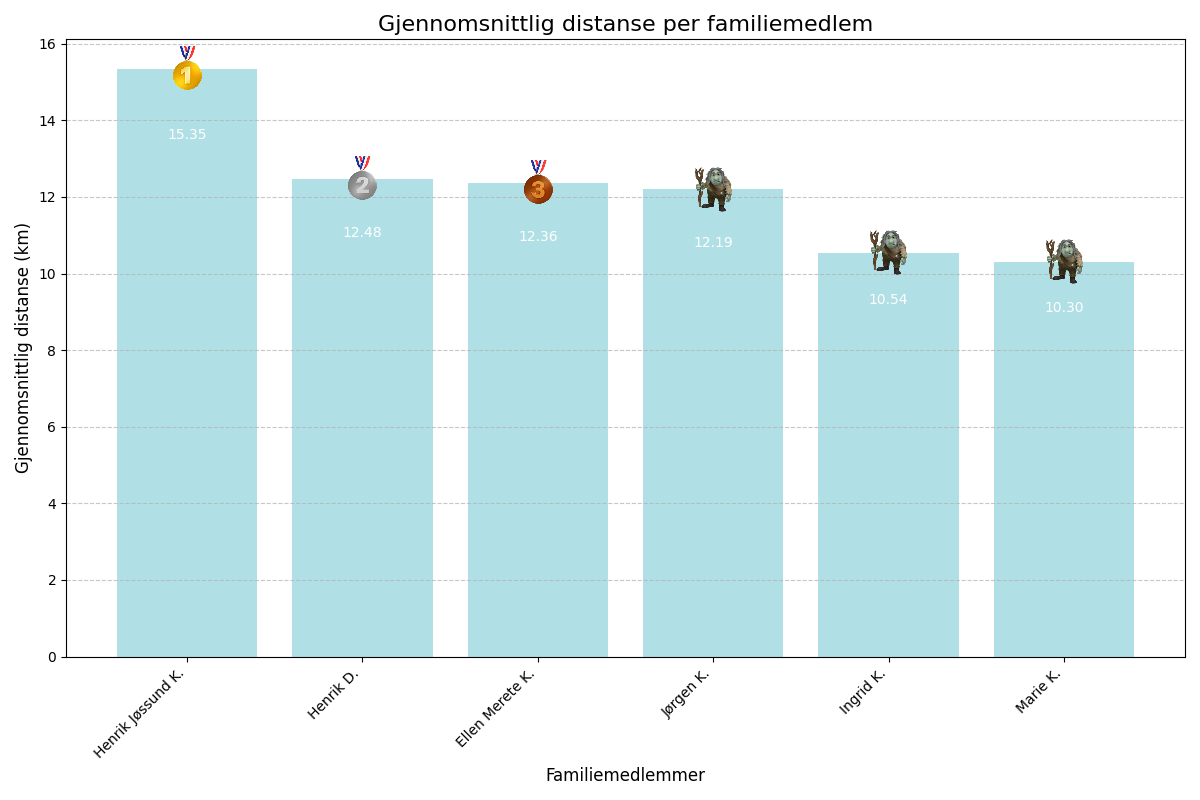 Gjennomsnittlig distanse per familiemedlem
Gjennomsnittlig distanse (km)
16
14
12
10
8
6
4
2
0
1
15.35
2
12.48
3
12.36
12.19
10.54
10.30
Henrik Jøssund K.
Henrik D.
Ellen Merete K.
Jørgen K.
Ingrid K.
Marie K.
Familiemedlemmer